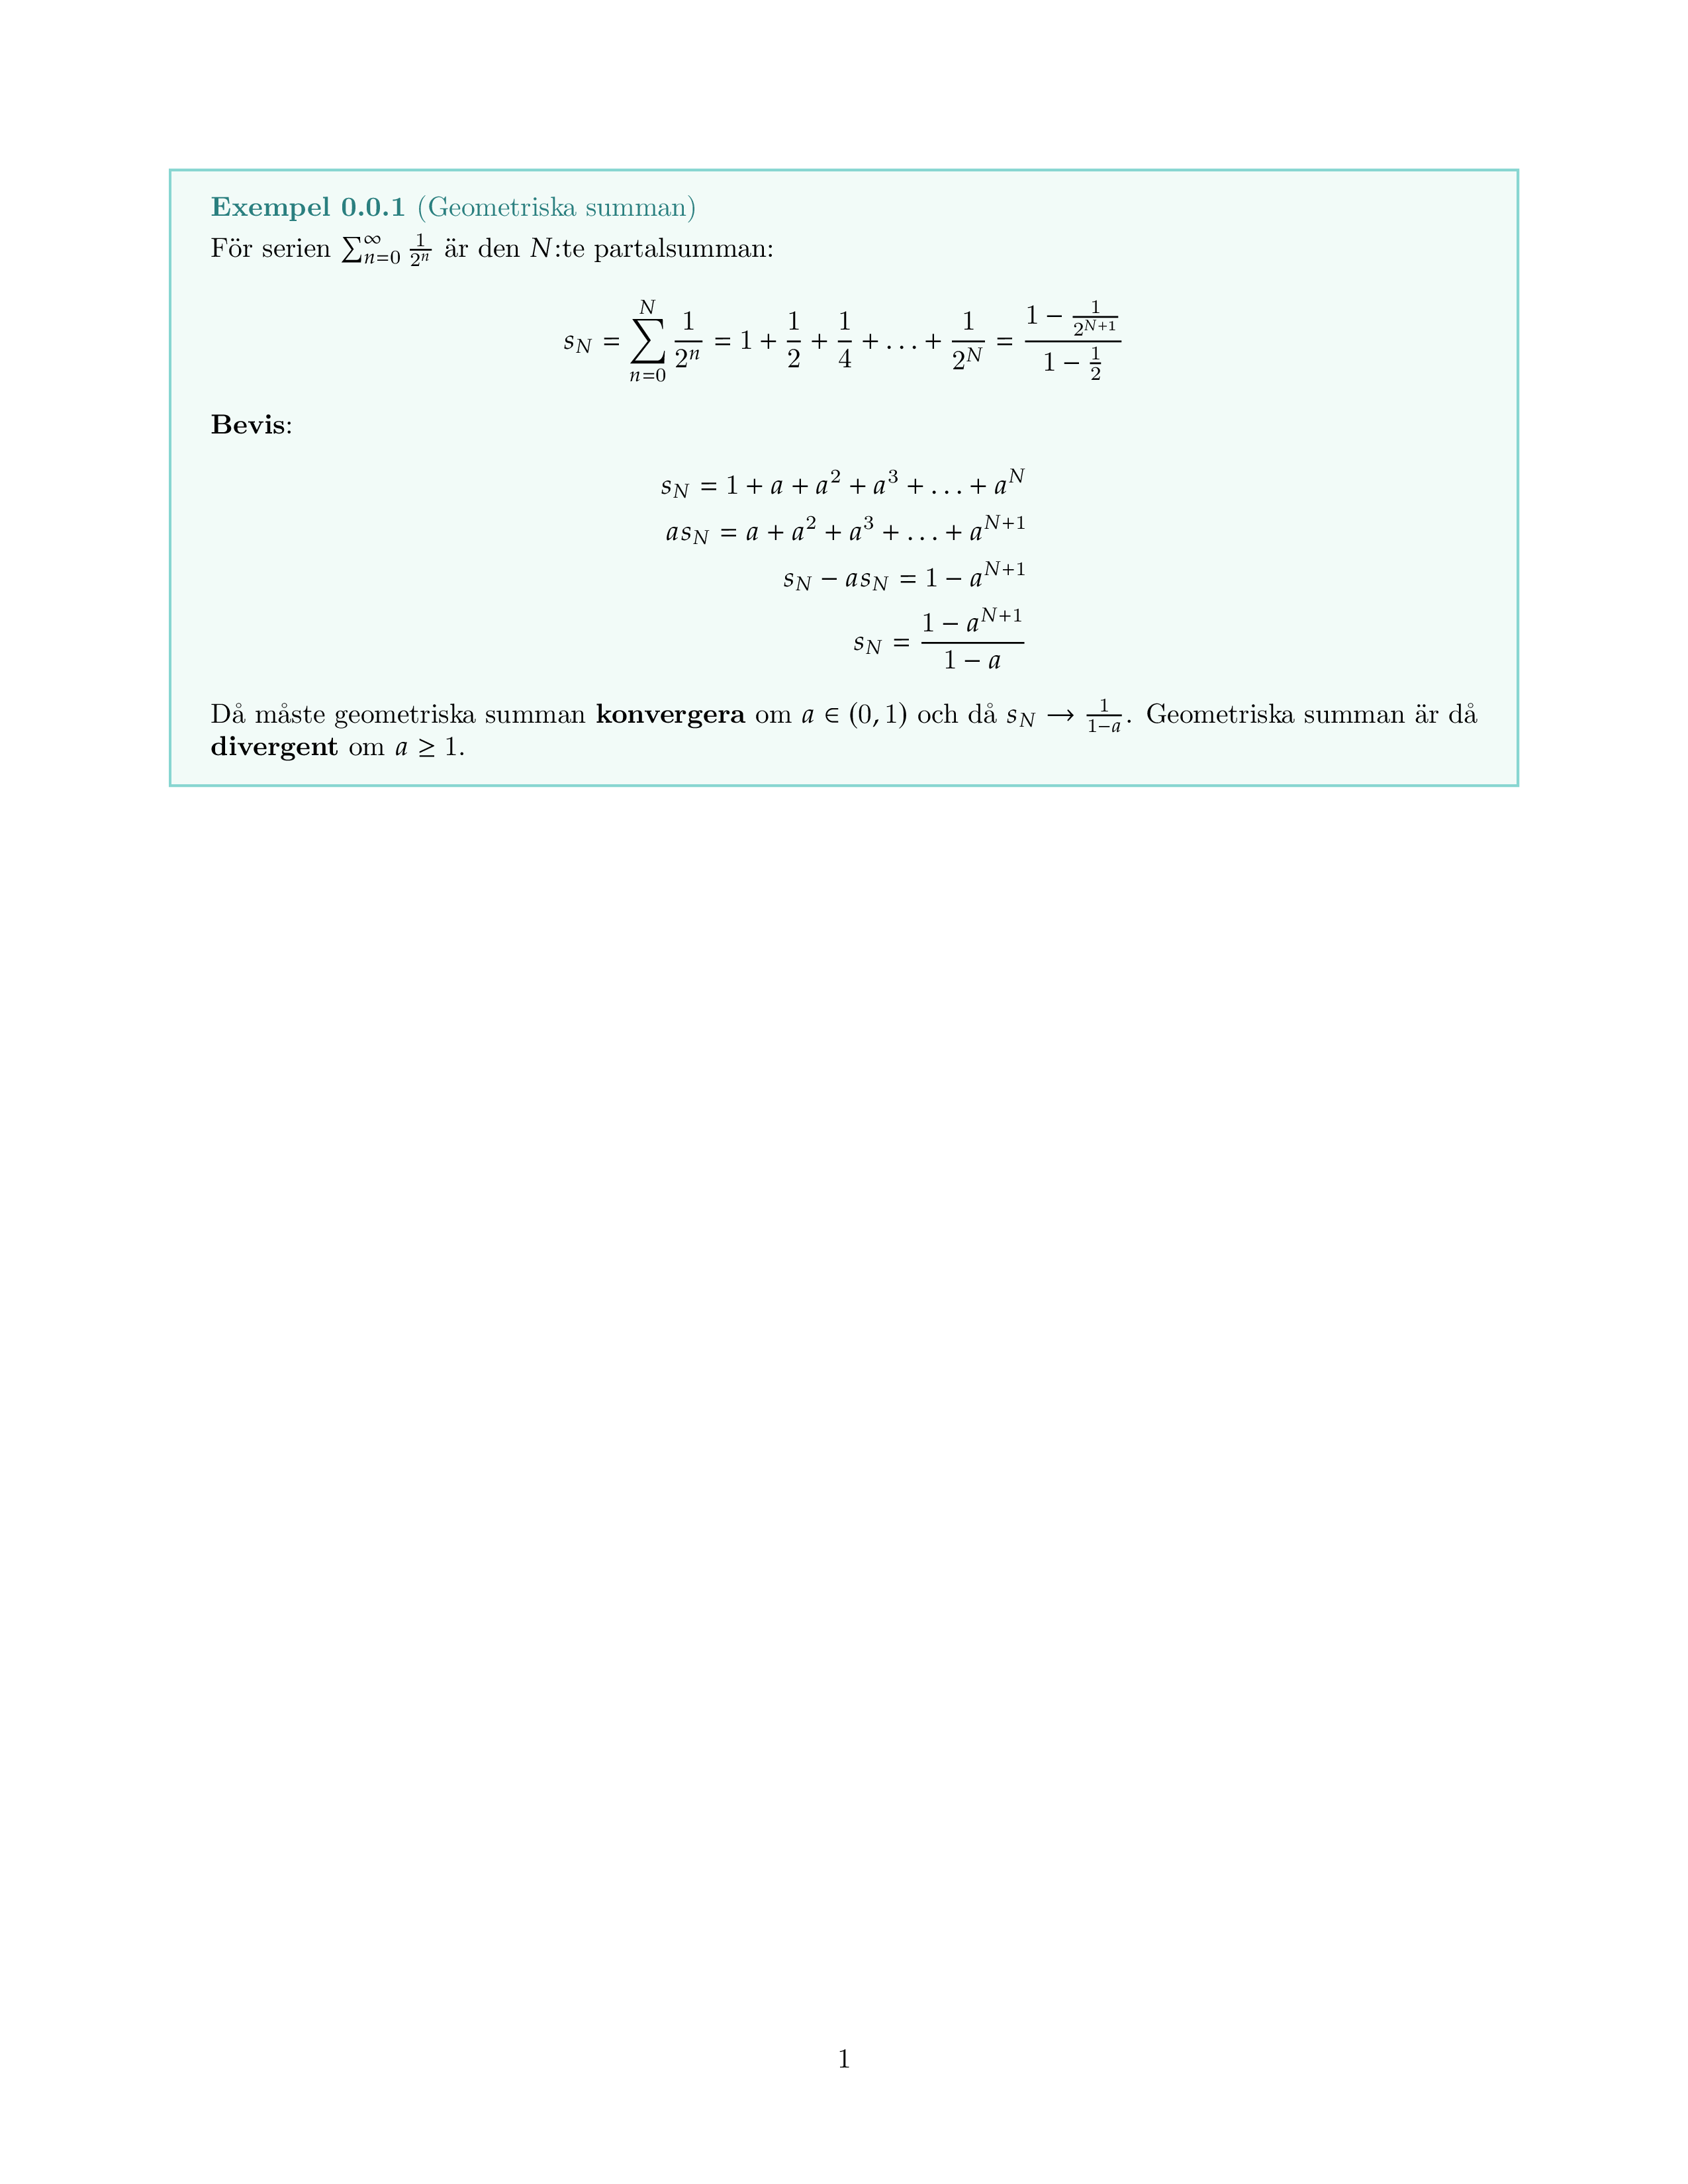 Exempel 0.0.1 (Geometriska summan)
För serien $\sum_{n=0}^{\infty} \frac{1}{2^n}$ är den $N$:te partalsumman:
$s_N = \sum_{n=0}^{N} \frac{1}{2^n} = 1 + \frac{1}{2} + \frac{1}{4} + \ldots + \frac{1}{2^N} = \frac{1 - \frac{1}{2^{N+1}}}{1 - \frac{1}{2}}$
Bevis:
$s_N = 1 + a + a^2 + a^3 + \ldots + a^N$
$as_N = a + a^2 + a^3 + \ldots + a^{N+1}$
$s_N - as_N = 1 - a^{N+1}$
$s_N = \frac{1 - a^{N+1}}{1 - a}$
Då måste geometriska summan konvergera om $a \in (0, 1)$ och då $s_N \to \frac{1}{1-a}$. Geometriska summan är då
divergent om $a \geq 1$.
1